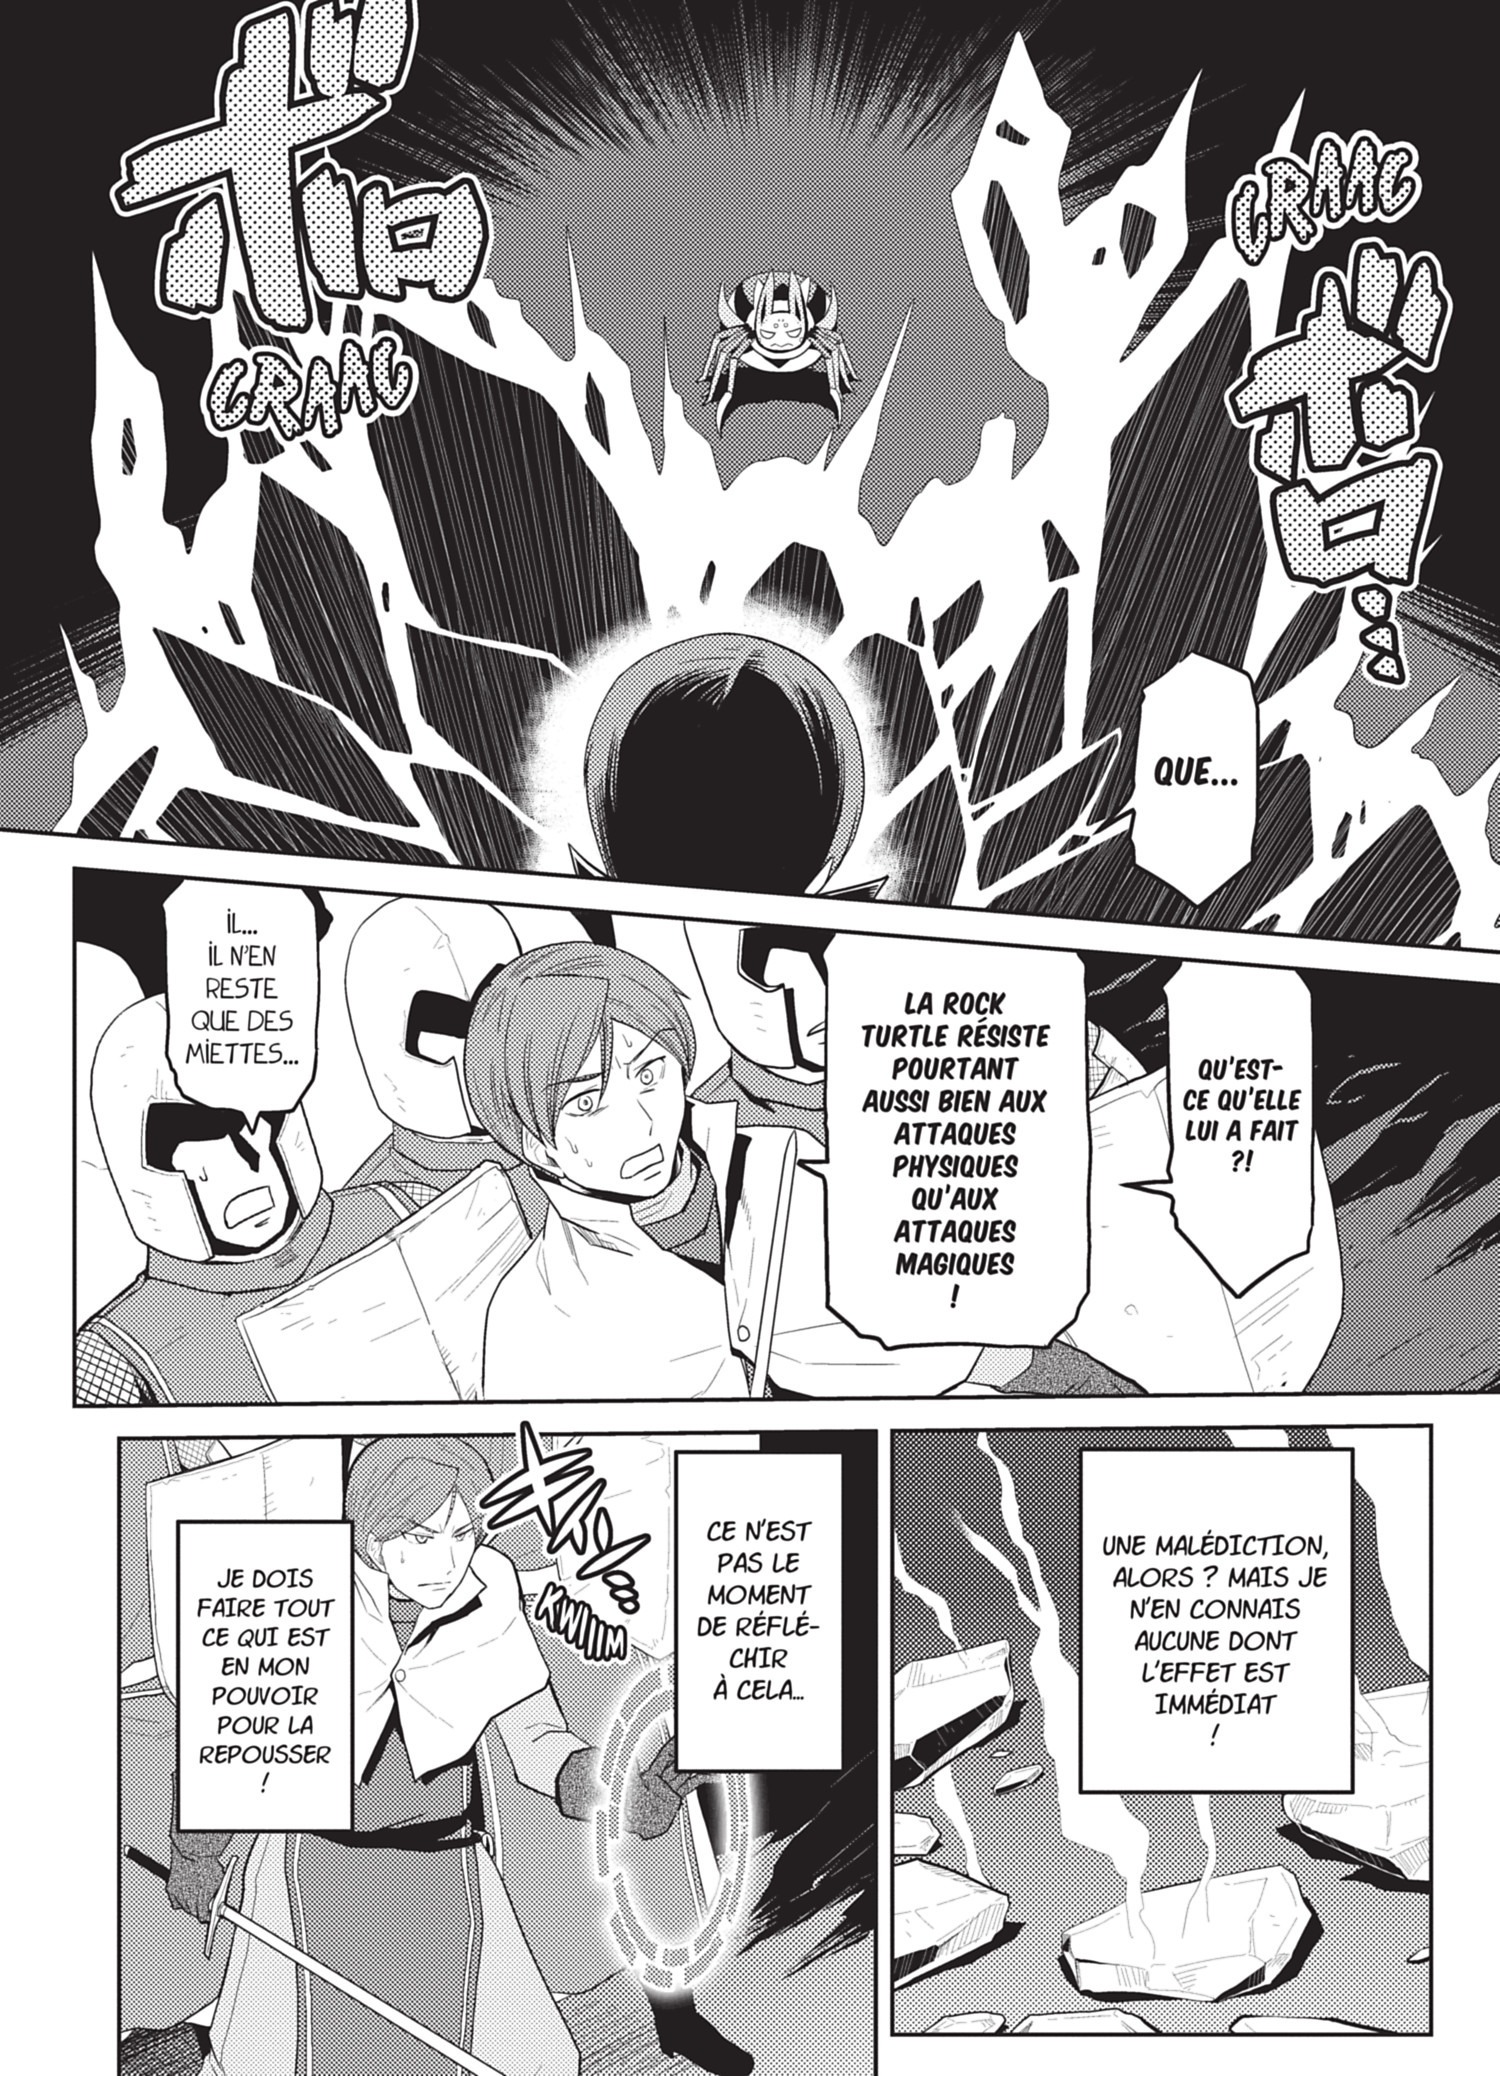 ボロ
GRAAC
GRAAC
ボロ...
QUE...
QU'EST-
CE QU'ELLE
LUI A FAIT
?!
LA ROCK
TURTLE RÉSISTE
POURTANT
AUSSI BIEN AUX
ATTAQUES
PHYSIQUES
QU'AUX
ATTAQUES
MAGIQUES
!
IL...
IL N'EN
RESTE
QUE DES
MIETTES...
UNE MALÉDICTION,
ALORS ? MAIS JE
N'EN CONNAIS
AUCUNE DONT
L'EFFET EST
IMMÉDIAT
!
CE N'EST
PAS LE
MOMENT
DE RÉFLÉ-
CHIR
À CELA...
KWIIIM
JE DOIS
FAIRE TOUT
CE QUI EST
EN MON
POUVOIR
POUR LA
REPOUSSER
!